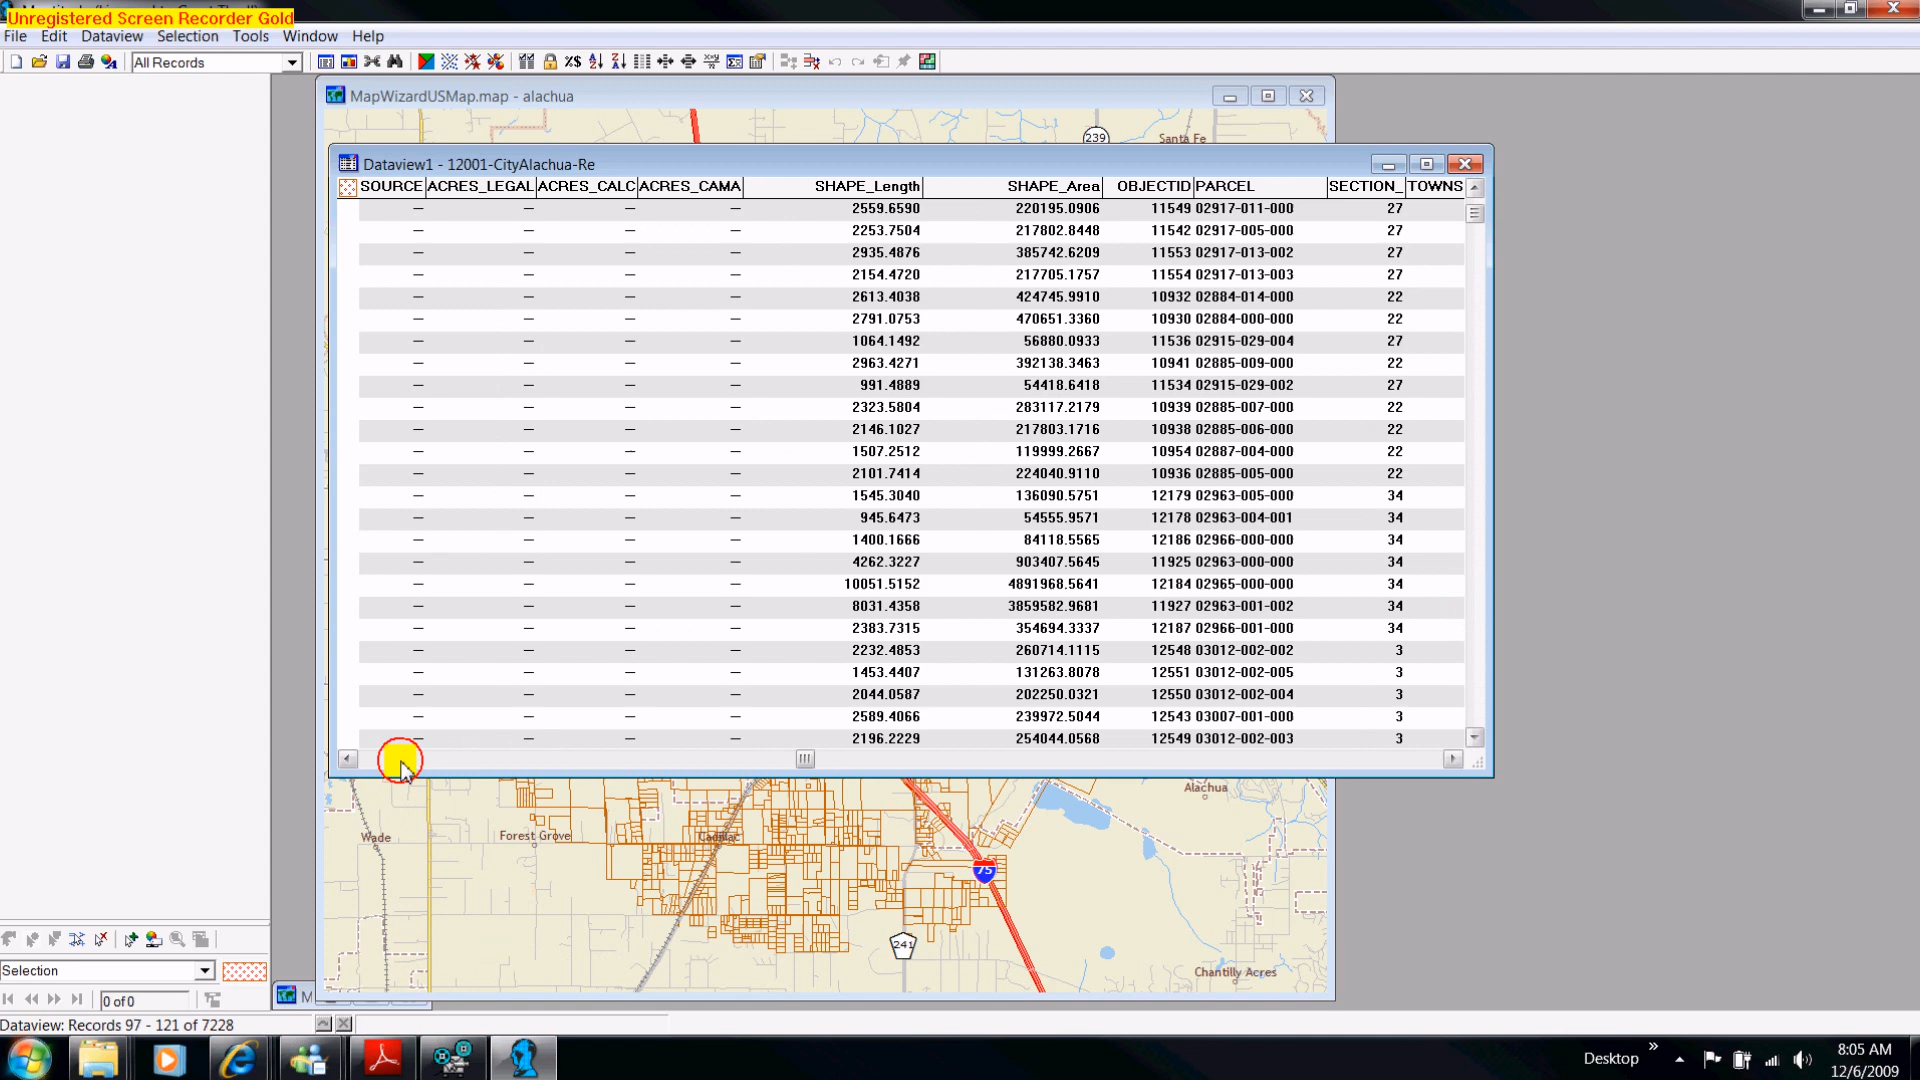 Unregistered Screen Recorder Gold
File Edit Dataview Selection Tools Window Help
All Records
MapWizardUSMap.map - alachua
239
Santa Fe
Dataview1 - 12001-CityAlachua-Re
SOURCE ACRES_LEGAL ACRES_CALC ACRES_CAMA SHAPE_Length SHAPE_Area OBJECTID PARCEL SECTION_ TOWNS
— — — — 2559.6590 220195.0906 11549 02917-011-000 27
— — — — 2253.7504 217802.8448 11542 02917-005-000 27
— — — — 2935.4876 385742.6209 11553 02917-013-002 27
— — — — 2154.4720 217705.1757 11554 02917-013-003 27
— — — — 2613.4038 424745.9910 10932 02884-014-000 22
— — — — 2791.0753 470651.3360 10930 02884-000-000 22
— — — — 1064.1492 56880.0933 11536 02915-029-004 27
— — — — 2963.4271 392138.3463 10941 02885-009-000 22
— — — — 991.4889 54418.6418 11534 02915-029-002 27
— — — — 2323.5804 283117.2179 10939 02885-007-000 22
— — — — 2146.1027 217803.1716 10938 02885-006-000 22
— — — — 1507.2512 119999.2667 10954 02887-004-000 22
— — — — 2101.7414 224040.9110 10936 02885-005-000 22
— — — — 1545.3040 136090.5751 12179 02963-005-000 34
— — — — 945.6473 54555.9571 12178 02963-004-001 34
— — — — 1400.1666 84118.5565 12186 02966-000-000 34
— — — — 4262.3227 903407.5645 11925 02963-000-000 34
— — — — 10051.5152 4891968.5641 12184 02965-000-000 34
— — — — 8031.4358 3859582.9681 11927 02963-001-002 34
— — — — 2383.7315 354694.3337 12187 02966-001-000 34
— — — — 2232.4853 260714.1115 12548 03012-002-002 3
— — — — 1453.4407 131263.8078 12551 03012-002-005 3
— — — — 2044.0587 202250.0321 12550 03012-002-004 3
— — — — 2589.4066 239972.5044 12543 03007-001-000 3
— — — — 2196.2229 254044.0568 12549 03012-002-003 3
Alachua
Wade
Forest Grove
Cadillac
75
241
Chantilly Acres
Selection
0 of 0
M
Dataview: Records 97 - 121 of 7228
Desktop
8:05 AM
12/6/2009